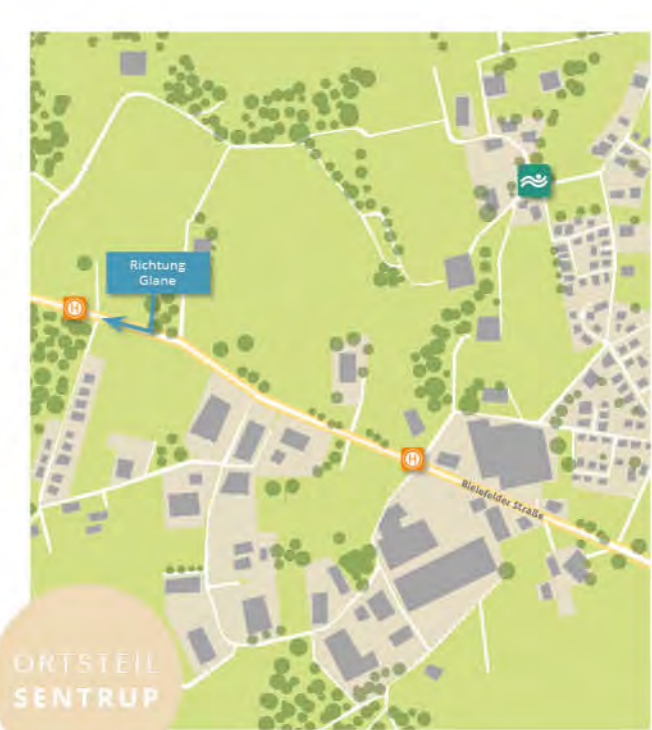 Richtung
Glane
H
H
Bielefelder Straße
ORTSTEIL
SENTRUP